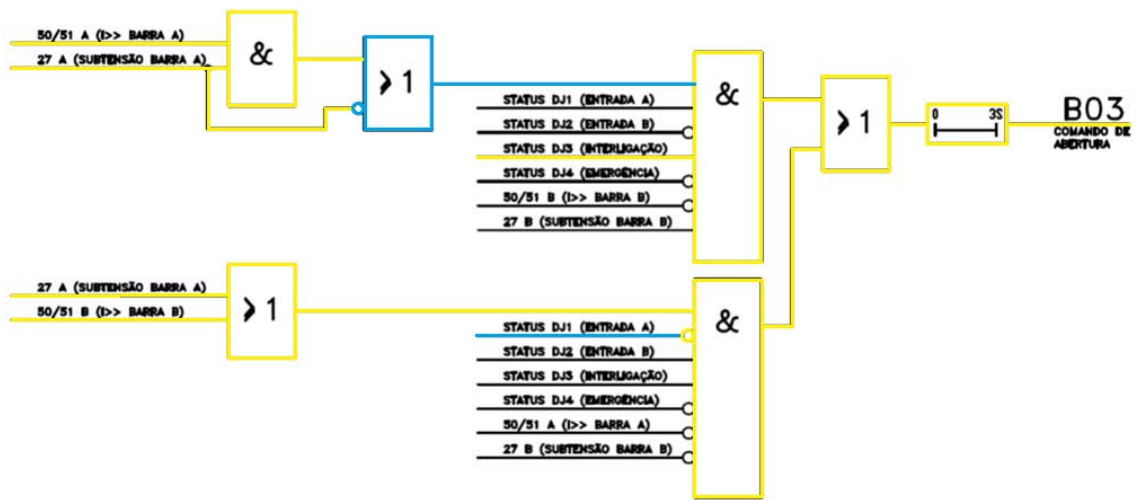 50/51 A (I>> BARRA A)
27 A (SUBTENSÃO BARRA A)
&
> 1
STATUS DJ1 (ENTRADA A)
STATUS DJ2 (ENTRADA B)
STATUS DJ3 (INTERLIGAÇÃO)
STATUS DJ4 (EMERGÊNCIA)
50/51 B (I>> BARRA B)
27 B (SUBTENSÃO BARRA B)
&
> 1
0 3S
B03
COMANDO DE
ABERTURA
27 A (SUBTENSÃO BARRA A)
50/51 B (I>> BARRA B)
> 1
STATUS DJ1 (ENTRADA A)
STATUS DJ2 (ENTRADA B)
STATUS DJ3 (INTERLIGAÇÃO)
STATUS DJ4 (EMERGÊNCIA)
50/51 A (I>> BARRA A)
27 B (SUBTENSÃO BARRA B)
&